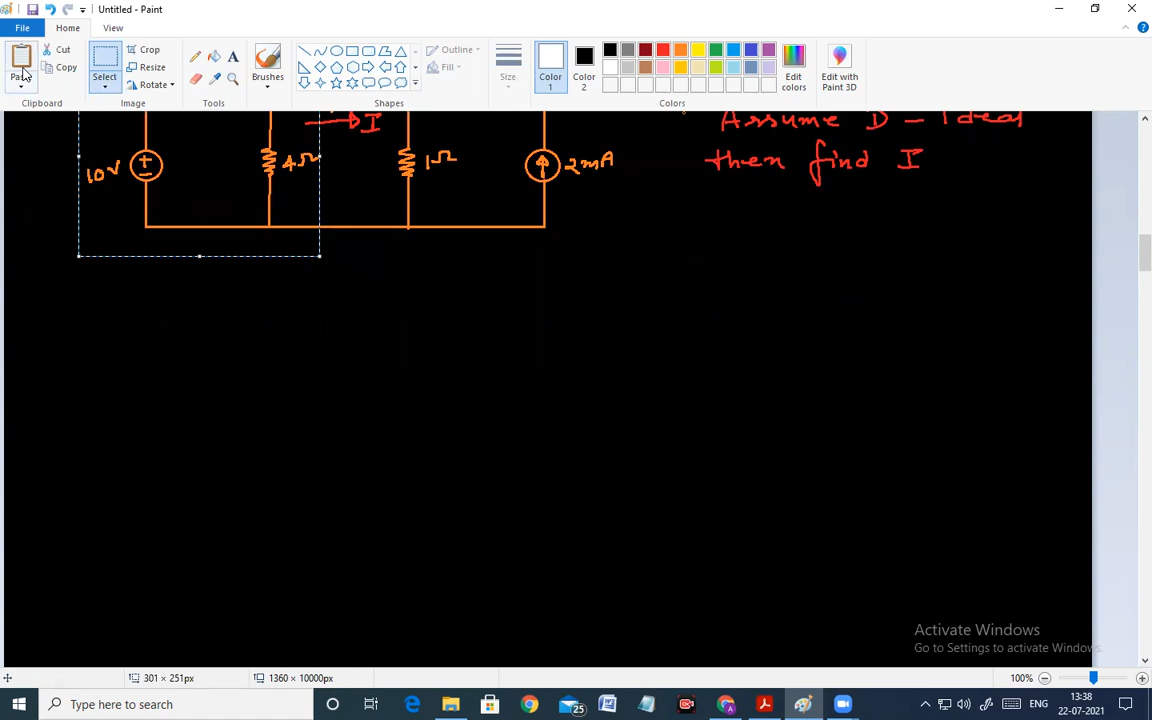 Untitled - Paint
File Home View
Paste
Cut
Copy
Clipboard
Select
Crop
Resize
Rotate
Image
Tools
Brushes
Shapes
Outline
Fill
Size
Color 1
Color 2
Edit colors
Edit with Paint 3D
Colors
Assume D - Ideal
then find I
I
10V
4Ω
1Ω
2mA
Activate Windows
Go to Settings to activate Windows.
301 × 251px
1360 × 10000px
100%
Type here to search
25
ENG
13:38
22-07-2021